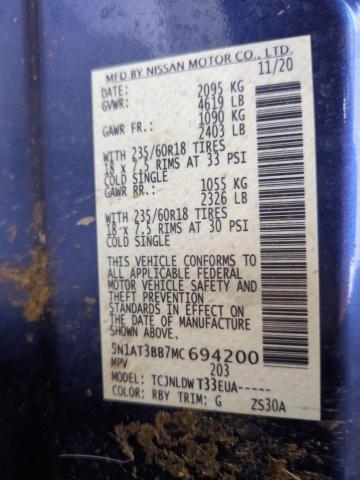 MFD BY NISSAN MOTOR CO., LTD.
DATE: 11/20
GVWR: 2095 KG
4619 LB
GAWR FR.: 1090 KG
2403 LB
WITH 235/60R18 TIRES
18 x 7.5 RIMS AT 33 PSI
COLD SINGLE
GAWR RR.: 1055 KG
2326 LB
WITH 235/60R18 TIRES
18 x 7.5 RIMS AT 30 PSI
COLD SINGLE
THIS VEHICLE CONFORMS TO
ALL APPLICABLE FEDERAL
MOTOR VEHICLE SAFETY AND
THEFT PREVENTION
STANDARDS IN EFFECT ON
THE DATE OF MANUFACTURE
SHOWN ABOVE.
5N1AT3BB7MC694200
MPV 203
MODEL: TCJNLDW T33EUA-----
COLOR: RBY TRIM: G ZS30A